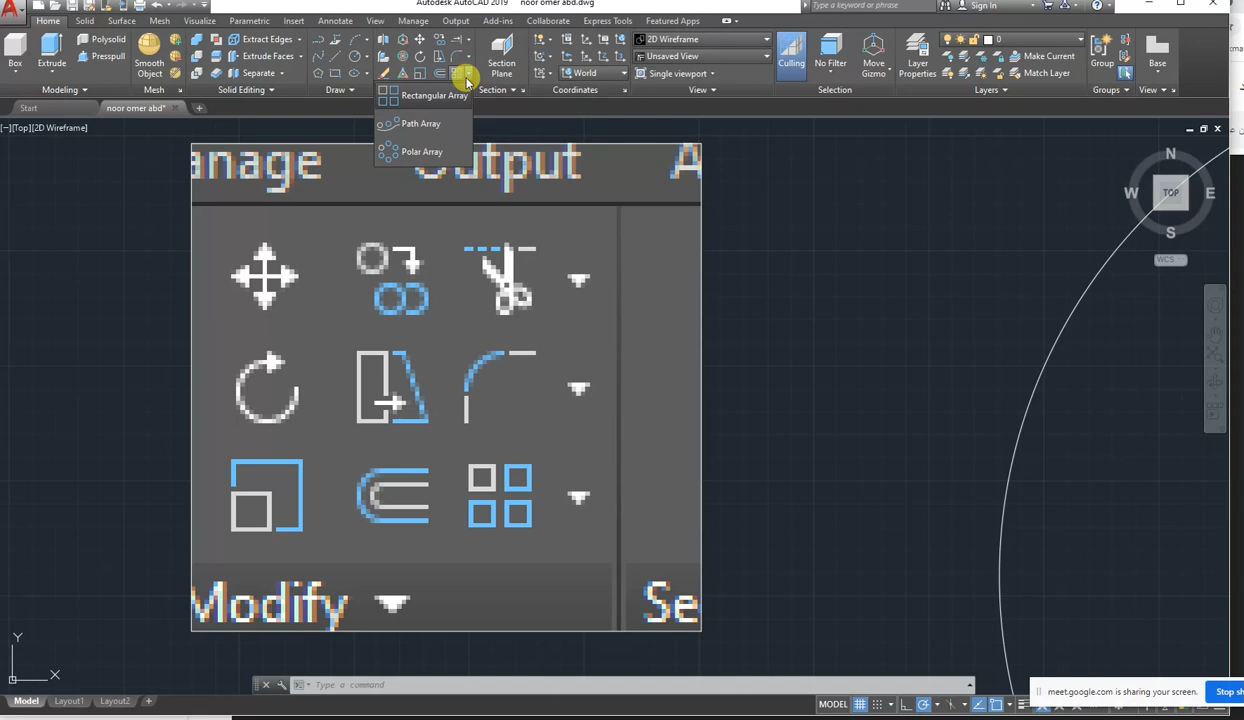 Autodesk AutoCAD 2019 noor omer abd.dwg
Type a keyword or phrase
Sign In
Home Solid Surface Mesh Visualize Parametric Insert Annotate View Manage Output Add-ins Collaborate Express Tools Featured Apps
Box
Extrude
Polysolid
Presspull
Smooth
Object
Extract Edges
Extrude Faces
Separate
Section
Plane
World
2D Wireframe
Unsaved View
Single viewport
Culling
No Filter
Move
Gizmo
Layer
Properties
0
Make Current
Match Layer
Group
Base
Modeling
Mesh
Solid Editing
Draw
Section
Coordinates
Selection
Layers
Groups
View
Rectangular Array
Path Array
Polar Array
Start
noor omer abd*
[−][Top][2D Wireframe]
anage Output A
Modify
Se
N
W
TOP
E
S
WCS
Y
X
Type a command
Model Layout1 Layout2
MODEL
meet.google.com is sharing your screen.
Stop sh